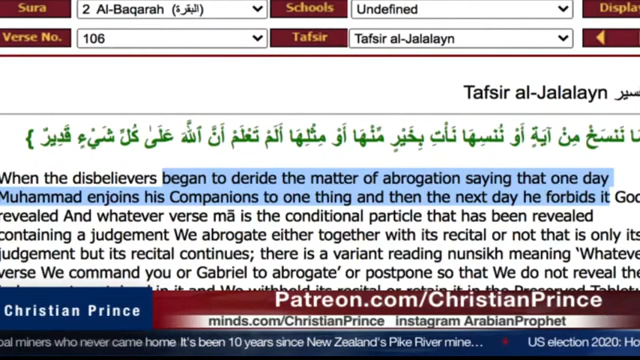 Sura 2 Al-Baqarah (البقرة) Schools Undefined Display
Verse No. 106 Tafsir Tafsir al-Jalalayn
Tafsir al-Jalalayn
مَا نَنسَخْ مِنْ آيَةٍ أَوْ نُنسِهَا نَأْتِ بِخَيْرٍ مِّنْهَا أَوْ مِثْلِهَا أَلَمْ تَعْلَمْ أَنَّ ٱللَّهَ عَلَىٰ كُلِّ شَيْءٍ قَدِيرٌ }
When the disbelievers began to deride the matter of abrogation saying that one day
Muhammad enjoins his Companions to one thing and then the next day he forbids it God
revealed And whatever verse mā is the conditional particle that has been revealed
containing a judgement We abrogate either together with its recital or not that is only its
judgement but its recital continues; there is a variant reading nunsikh meaning ‘Whatever
verse We command you or Gabriel to abrogate’ or postpone so that We do not reveal the
Christian Prince
Patreon.com/ChristianPrince
minds.com/ChristianPrince instagram ArabianProphet
oal miners who never came home It's been 10 years since New Zealand's Pike River mine... US election 2020: Ho